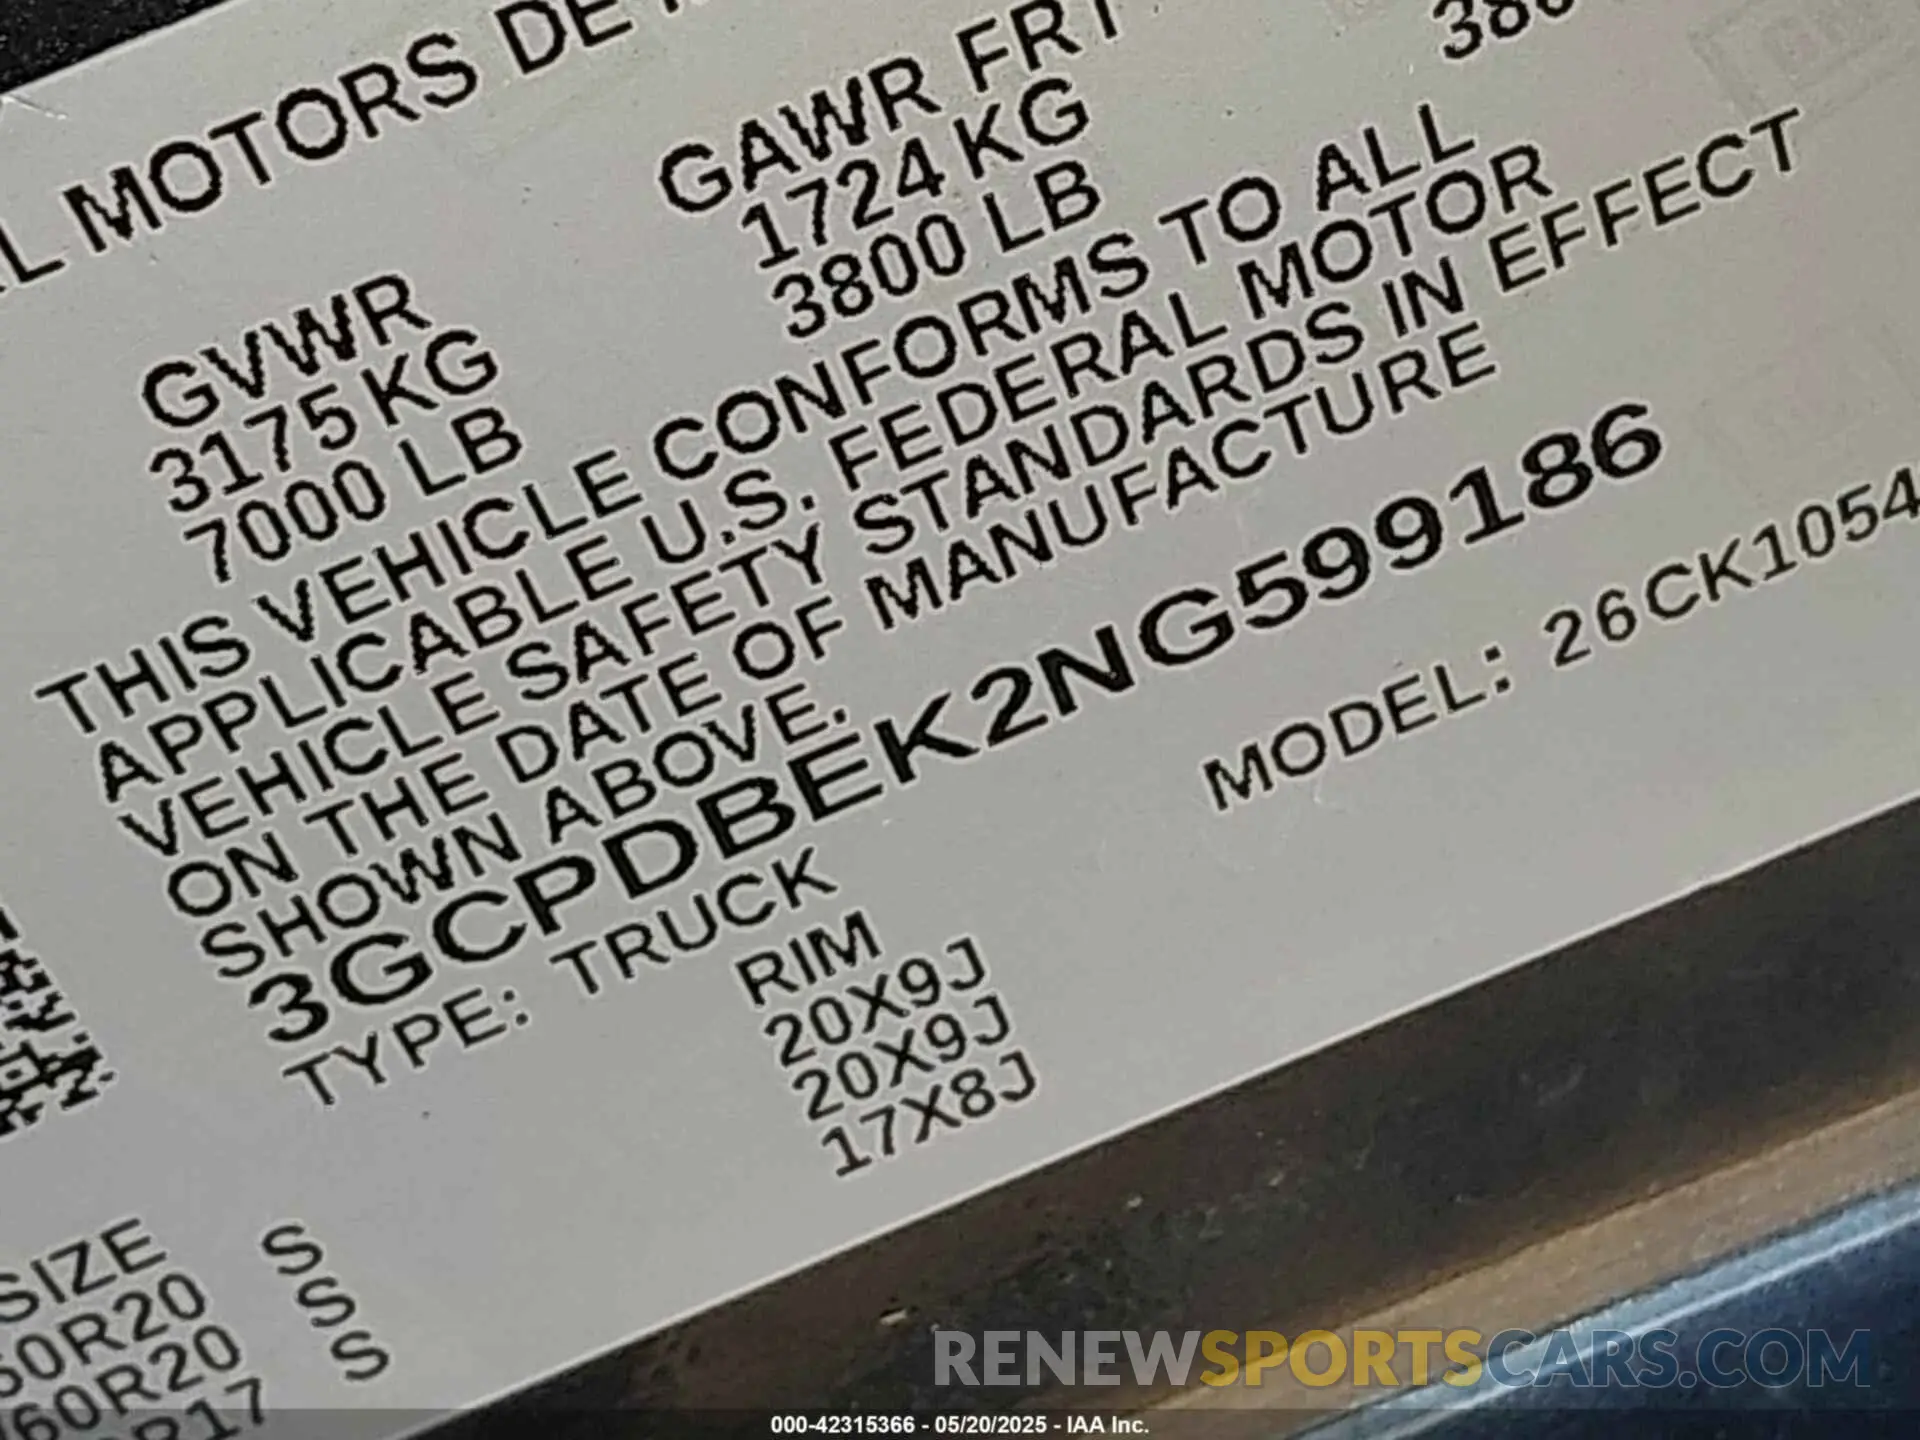 MOTORS DE
GVWR
3175 KG
7000 LB
GAWR FRT
1724 KG
3800 LB
THIS VEHICLE CONFORMS TO ALL
APPLICABLE U.S. FEDERAL MOTOR
VEHICLE SAFETY STANDARDS IN EFFECT
ON THE DATE OF MANUFACTURE
SHOWN ABOVE.
3GCPDBEK2NG599186
TYPE: TRUCK
MODEL: 26CK1054
RIM
20X9J
20X9J
17X8J
SIZE S
60R20 S
/60R20 S
R17
RENEWSPORTSCARS.COM
000-42315366 - 05/20/2025 - IAA Inc.